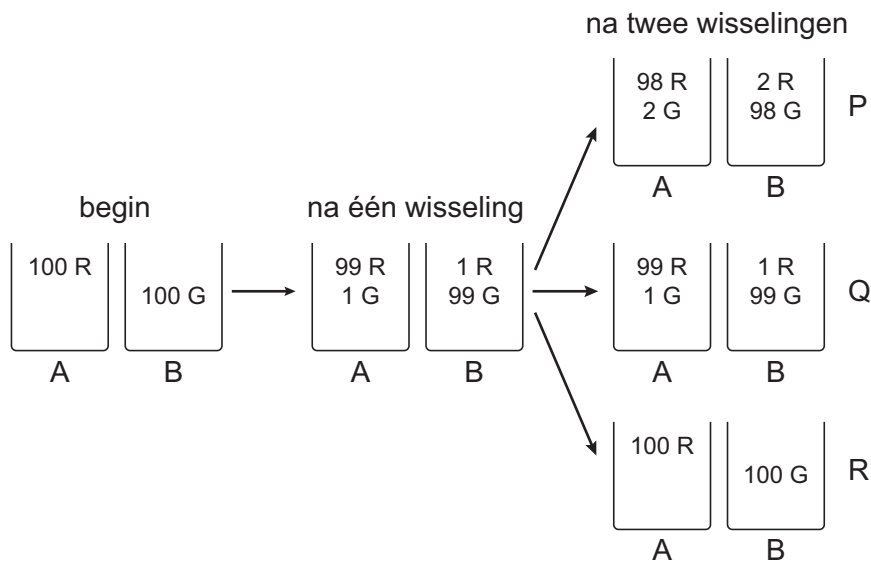 na twee wisselingen
98 R
2 G
A
2 R
98 G
B
P
begin
100 R
A
100 G
B
na één wisseling
99 R
1 G
A
1 R
99 G
B
99 R
1 G
A
1 R
99 G
B
Q
100 R
A
100 G
B
R